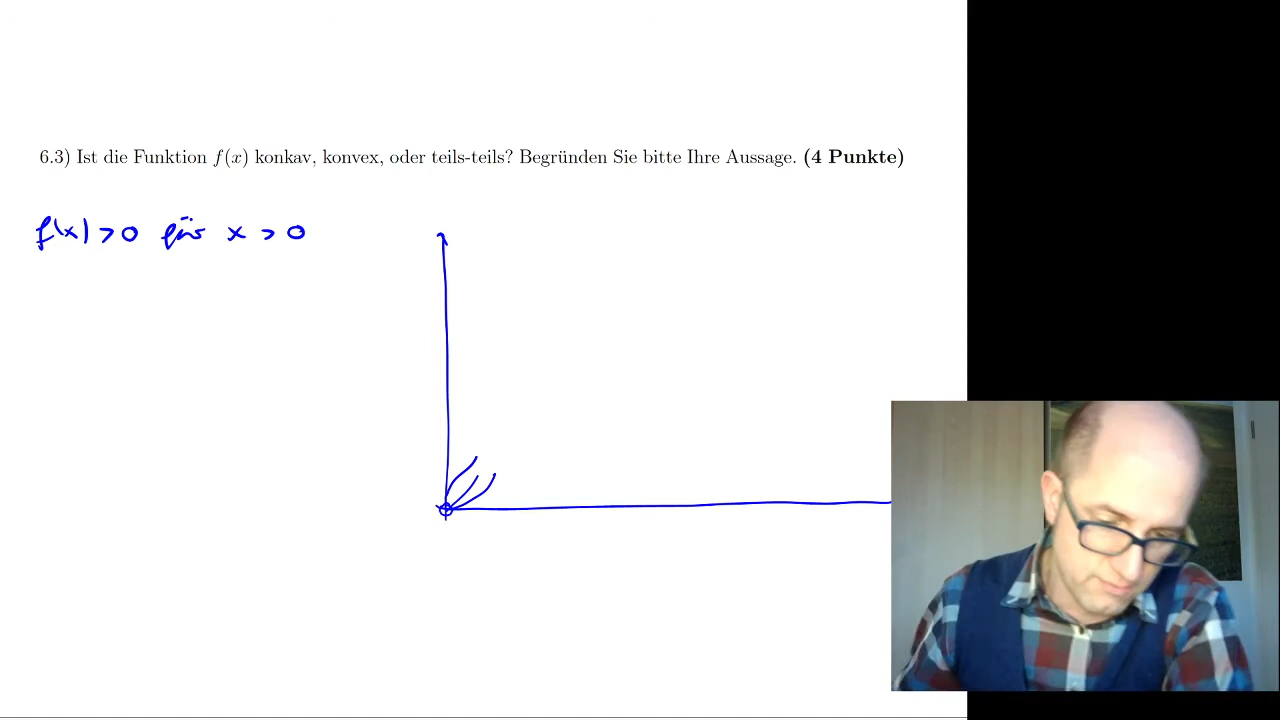 6.3) Ist die Funktion f(x) konkav, konvex, oder teils-teils? Begründen Sie bitte Ihre Aussage. (4 Punkte)
f(x) > 0 für x > 0